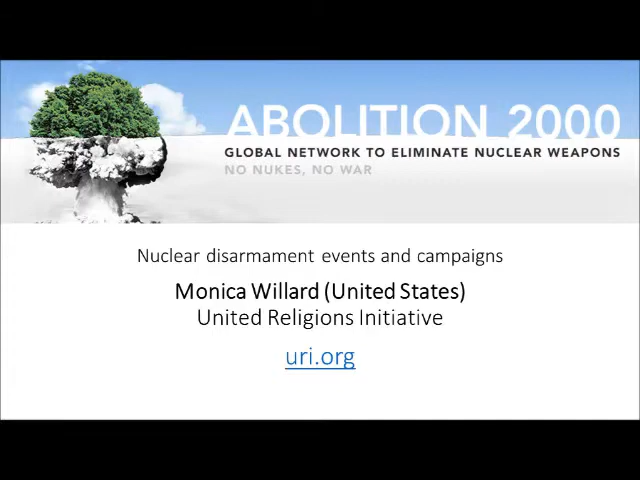 ABOLITION 2000
GLOBAL NETWORK TO ELIMINATE NUCLEAR WEAPONS
NO NUKES, NO WAR
Nuclear disarmament events and campaigns
Monica Willard (United States)
United Religions Initiative
uri.org